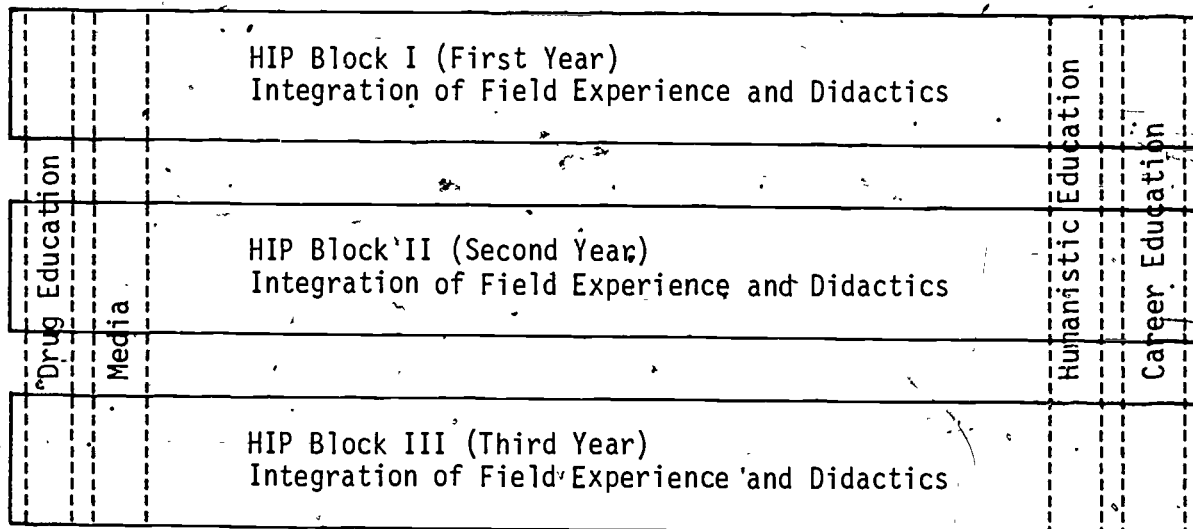 HIP Block I (First Year)
Integration of Field Experience and Didactics
HIP Block II (Second Year)
Integration of Field Experience and Didactics
HIP Block III (Third Year)
Integration of Field Experience and Didactics
Drug Education
Media
Humanistic Education
Career Education